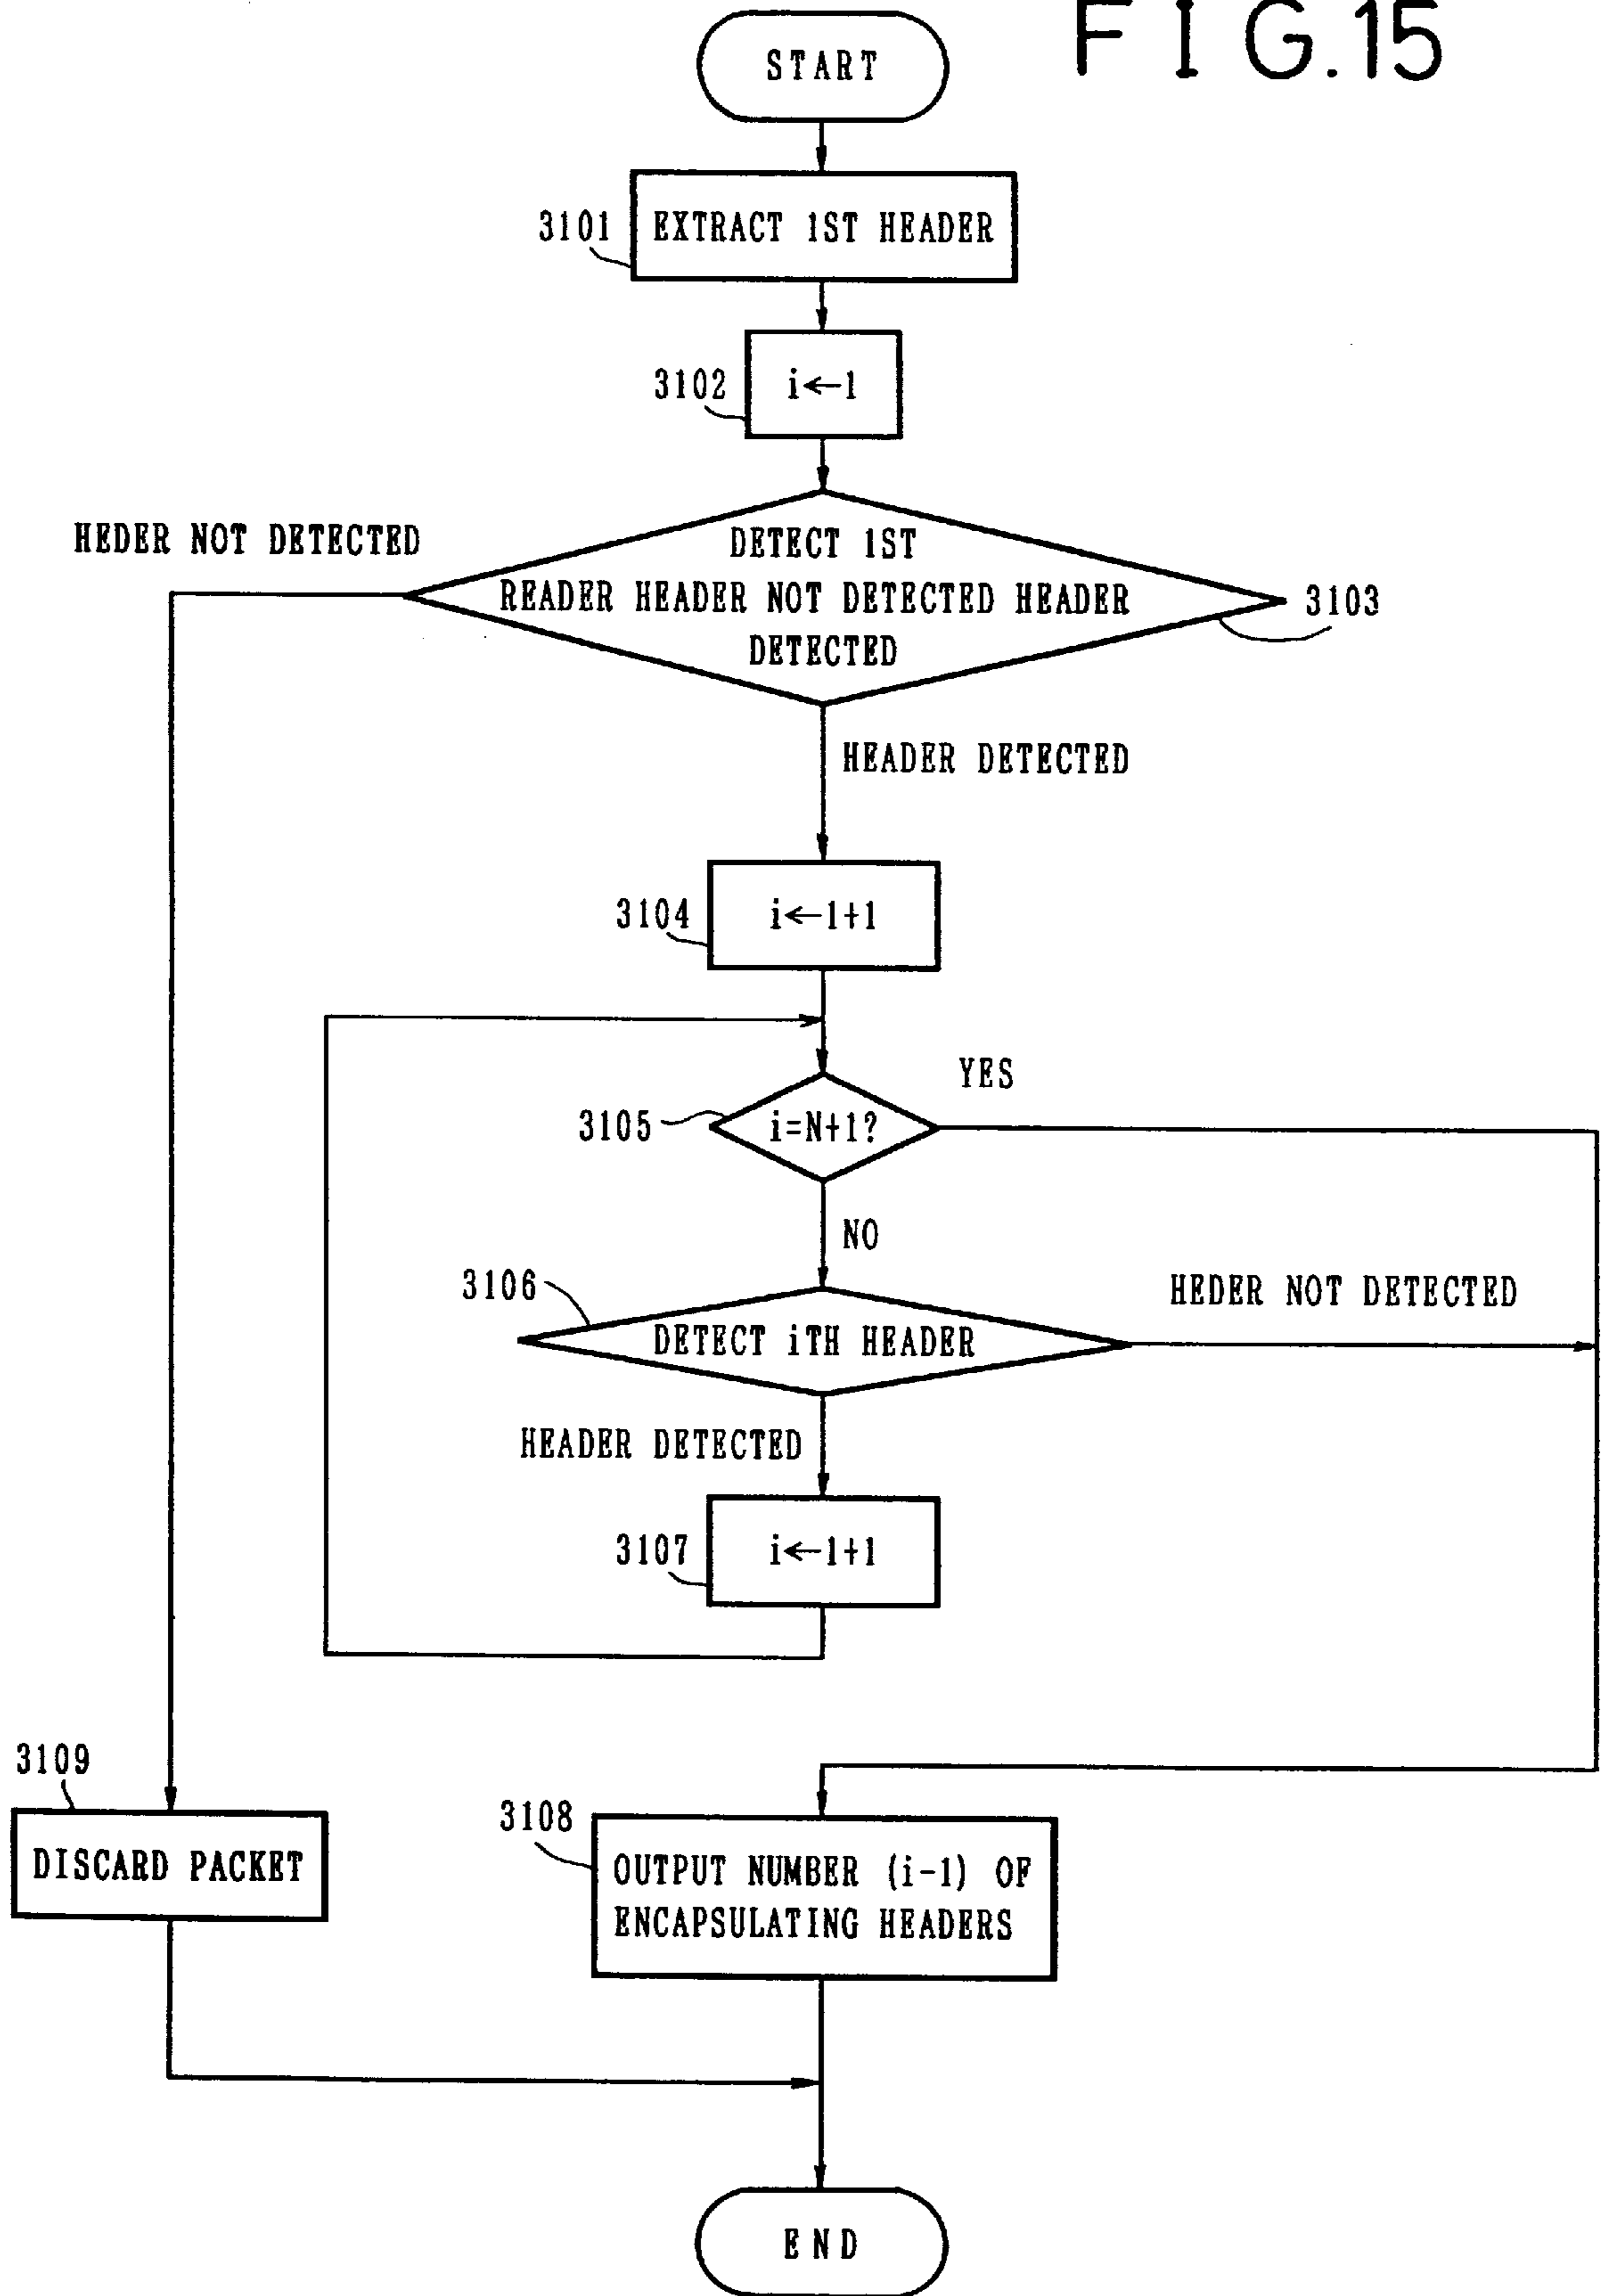 FIG.15
START
3101
EXTRACT 1ST HEADER
3102
i←1
HEDER NOT DETECTED
DETECT 1ST
READER HEADER NOT DETECTED HEADER
DETECTED
3103
HEADER DETECTED
3104
i←1+1
YES
3105
i=N+1?
NO
3106
HEDER NOT DETECTED
DETECT iTH HEADER
HEADER DETECTED
3107
i←1+1
3109
DISCARD PACKET
3108
OUTPUT NUMBER (i-1) OF
ENCAPSULATING HEADERS
END